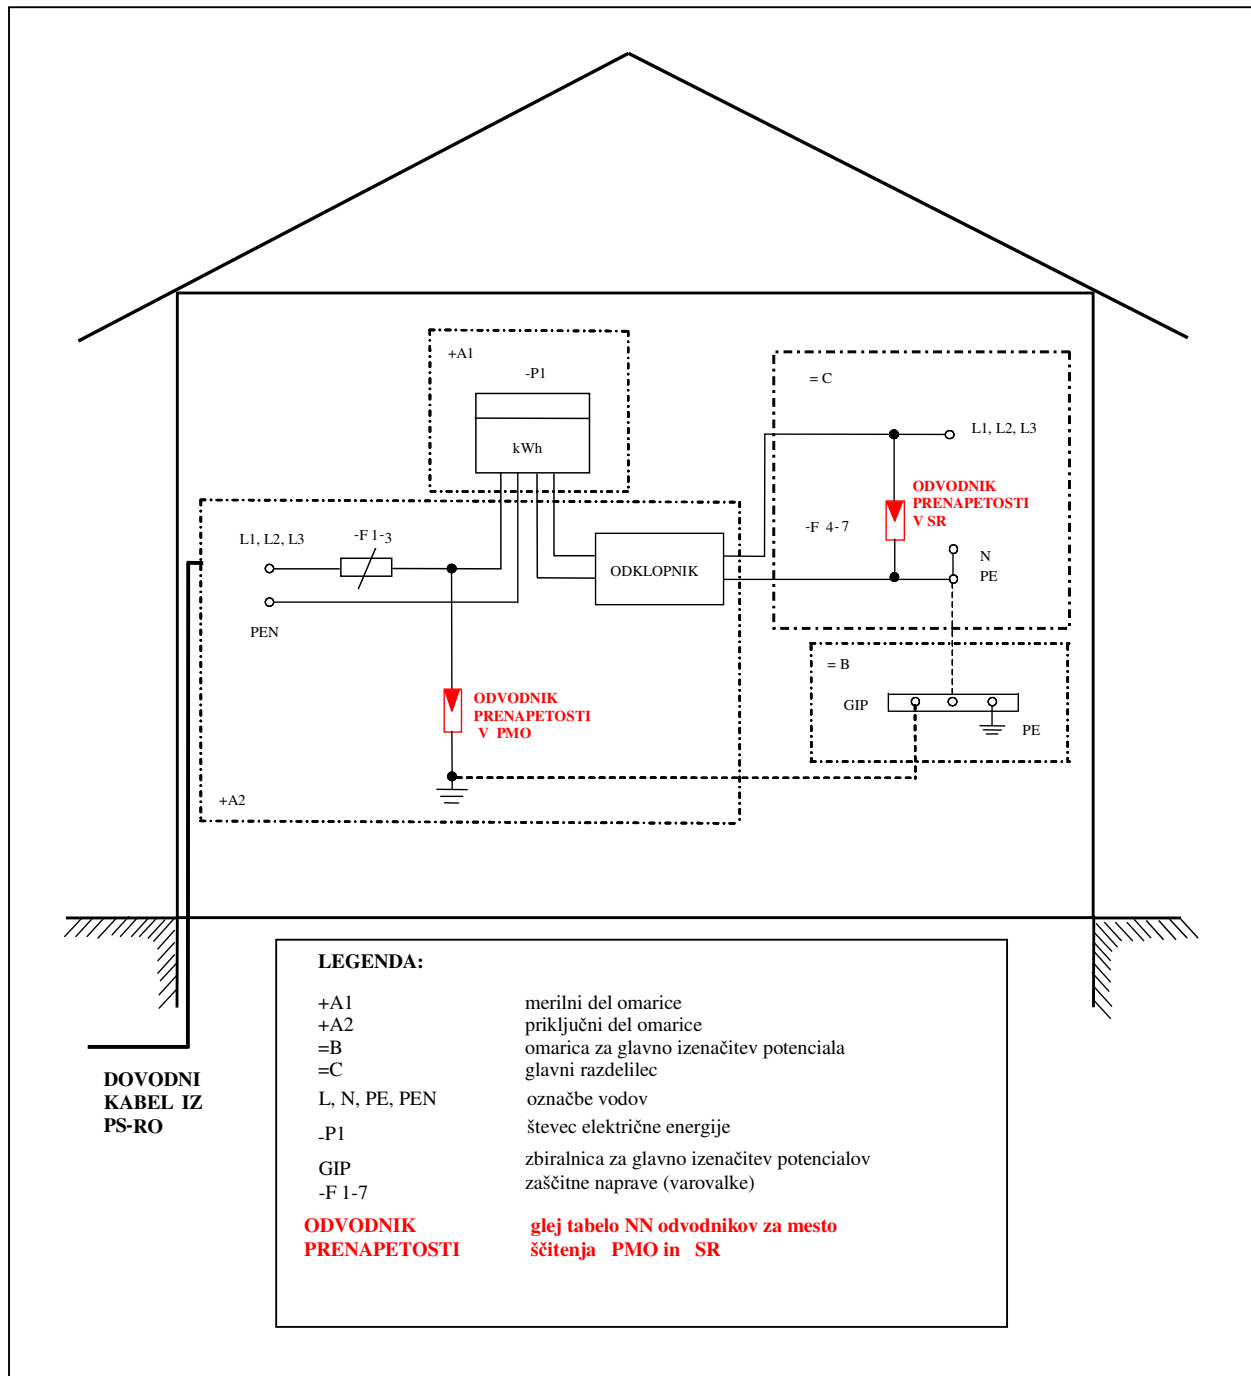 +A1
-P1
kWh
= C
L1, L2, L3
ODVODNIK
PRENAPETOSTI
V SR
-F 4-7
N
PE
L1, L2, L3
-F 1-3
PEN
ODKLOPNIK
ODVODNIK
PRENAPETOSTI
V PMO
+A2
= B
GIP
PE
LEGENDA:
+A1 merilni del omarice
+A2 priključni del omarice
=B omarica za glavno izenačitev potenciala
=C glavni razdelilec
L, N, PE, PEN označbe vodov
-P1 števec električne energije
GIP zbiralnica za glavno izenačitev potencialov
-F 1-7 zaščitne naprave (varovalke)
ODVODNIK glej tabelo NN odvodnikov za mesto
PRENAPETOSTI ščitenja PMO in SR
DOVODNI
KABEL IZ
PS-RO